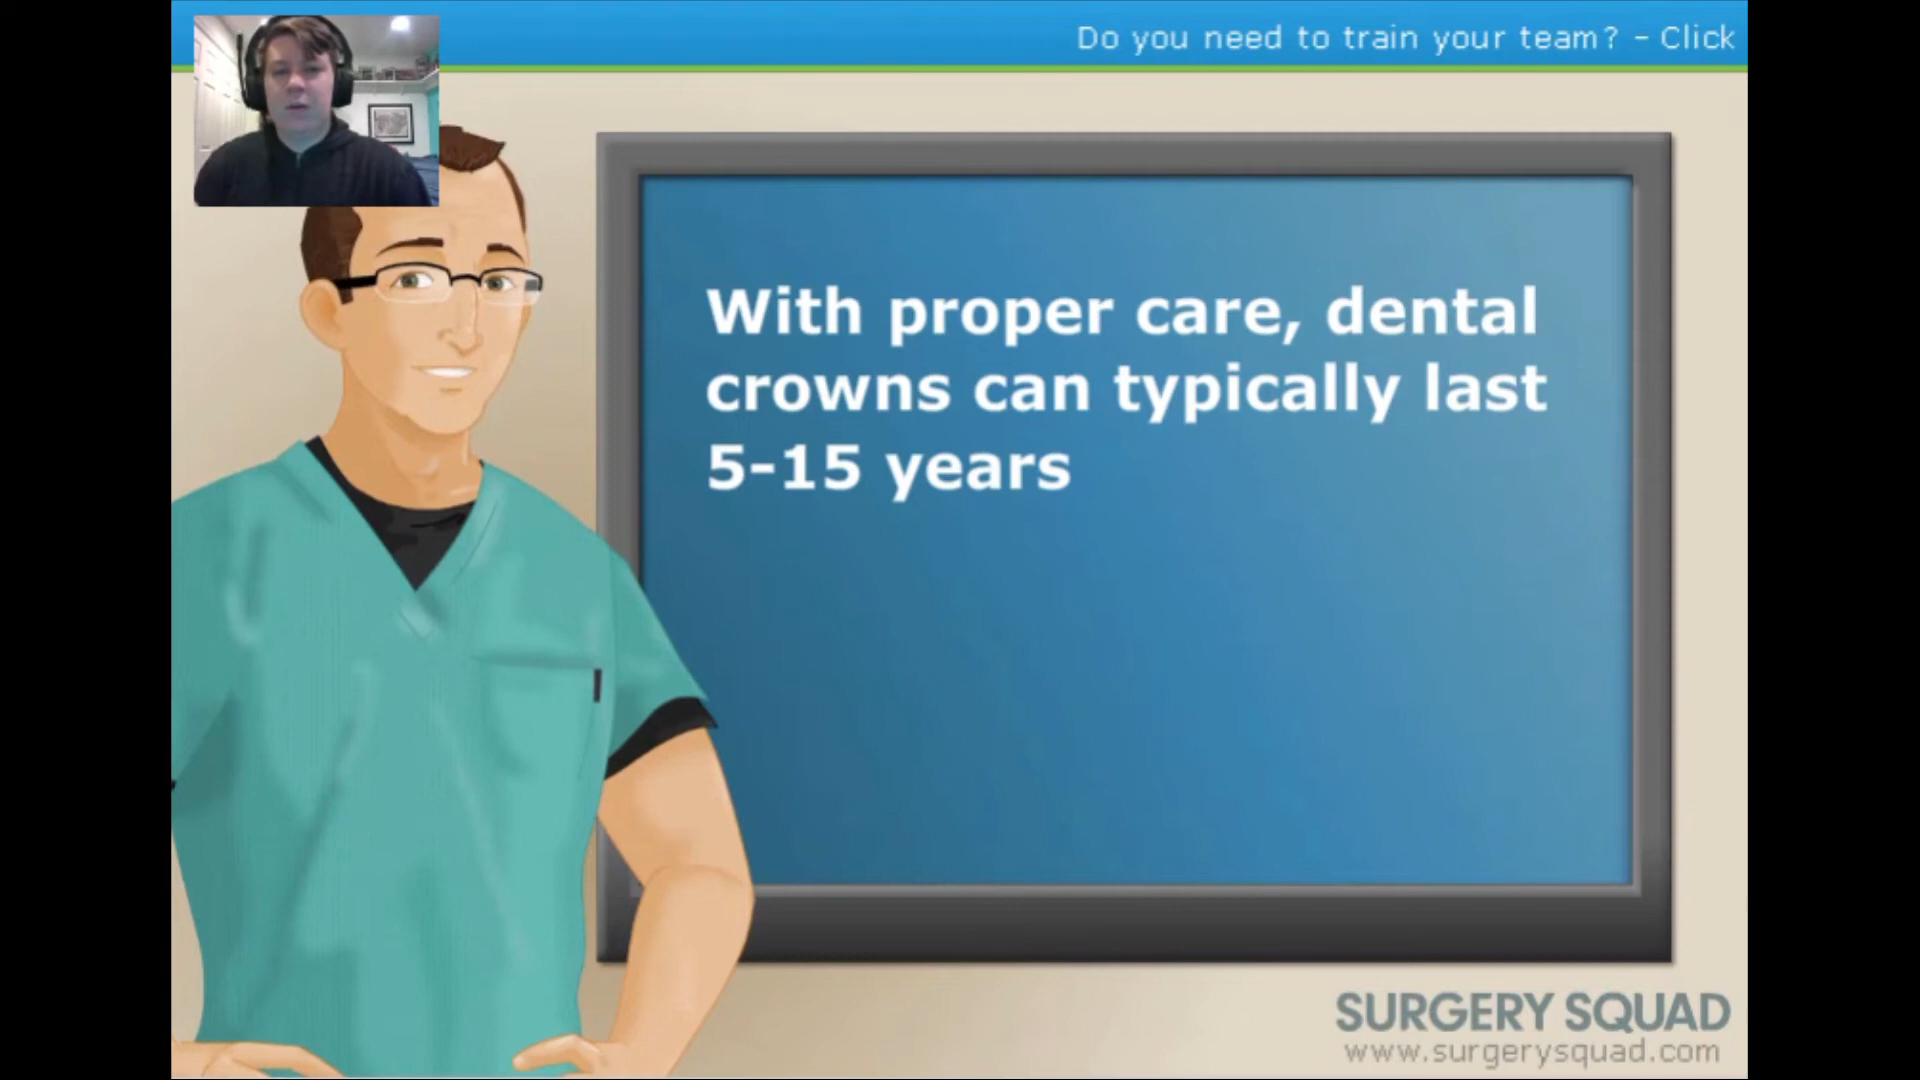 Do you need to train your team? - Click
With proper care, dental
crowns can typically last
5-15 years
SURGERY SQUAD
www.surgerysquad.com